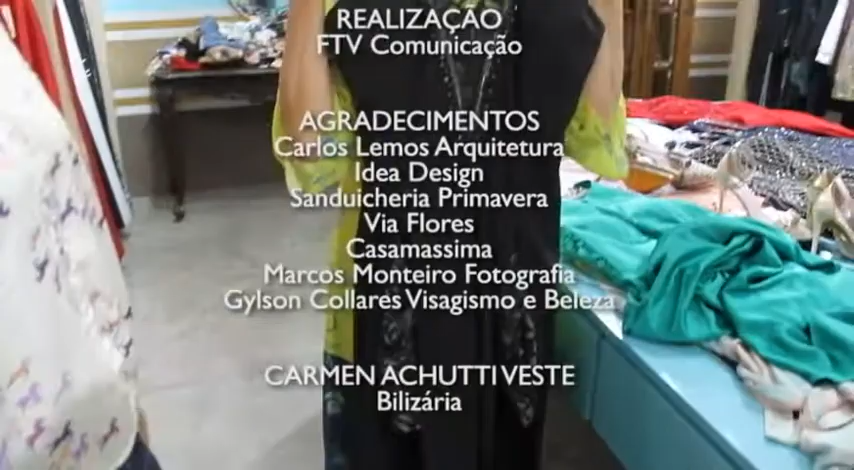 REALIZAÇÃO
FTV Comunicação
AGRADECIMENTOS
Carlos Lemos Arquitetura
Idea Design
Sanduicheria Primavera
Via Flores
Casamassima
Marcos Monteiro Fotografia
Gylson Collares Visagismo e Beleza
CARMEN ACHUTTI VESTE
Bilizária